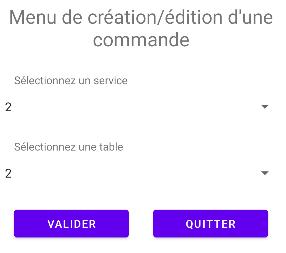 Menu de création/édition d'une
commande
Sélectionnez un service
2
Sélectionnez une table
2
VALIDER QUITTER